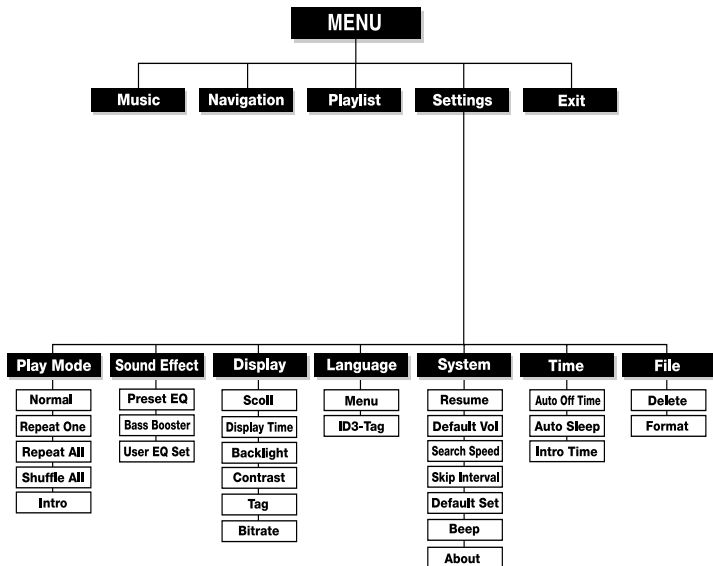 MENU
Music
Navigation
Playlist
Settings
Exit
Play Mode
Normal
Repeat One
Repeat All
Shuffle All
Intro
Sound Effect
Preset EQ
Bass Booster
User EQ Set
Display
Scoll
Display Time
Backlight
Contrast
Tag
Bitrate
Language
Menu
ID3-Tag
System
Resume
Default Vol
Search Speed
Skip Interval
Default Set
Beep
About
Time
Auto Off Time
Auto Sleep
Intro Time
File
Delete
Format